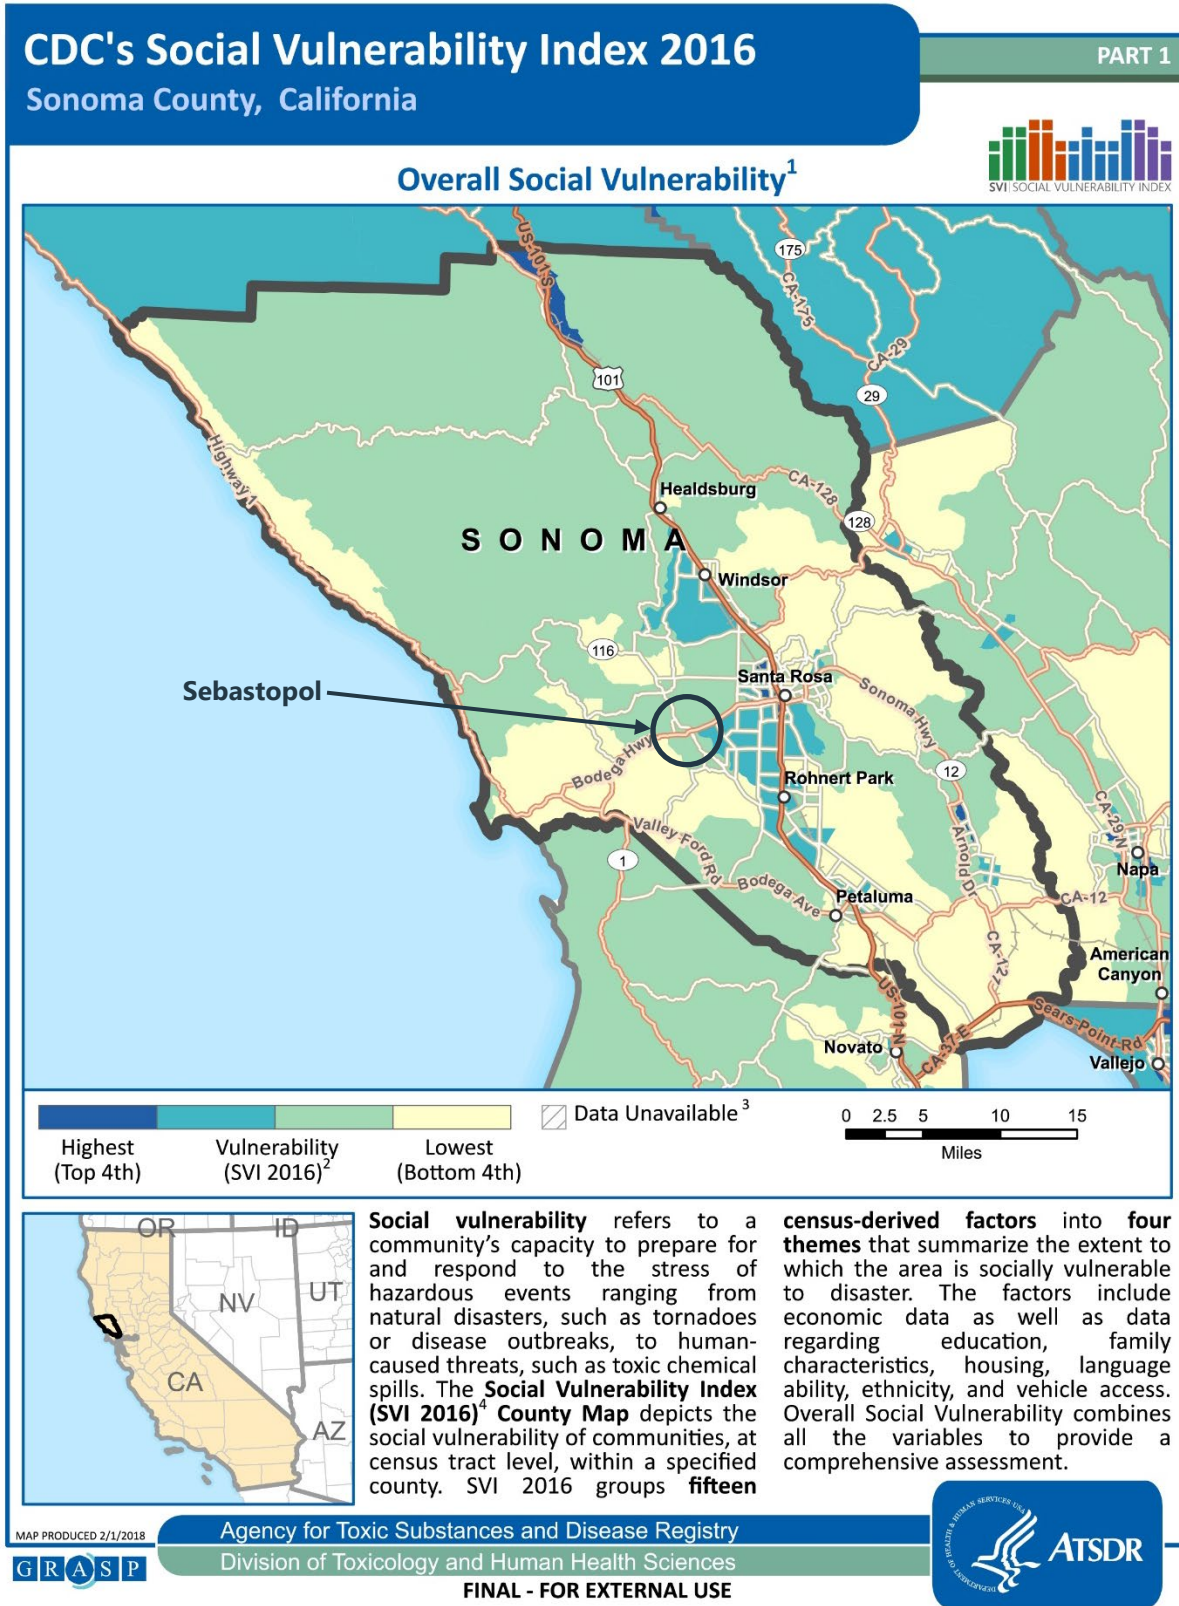 CDC's Social Vulnerability Index 2016
Sonoma County, California
PART 1
Overall Social Vulnerability1
SVI SOCIAL VULNERABILITY INDEX
US-101 S
175
CA-175
CA-29
29
101
Highway 1
Healdsburg
CA-128
128
SONOMA
Windsor
116
Santa Rosa
Sonoma Hwy
Sebastopol
Bodega Hwy
12
Rohnert Park
Arnold Dr
CA-29 N
Valley Ford Rd
1
Bodega Ave
Petaluma
Napa
CA-12
CA-127
American
Canyon
US-101 N
Sears Point Rd
Novato
CA-37 E
Vallejo
Data Unavailable3
0 2.5 5 10 15
Miles
Highest
(Top 4th)
Vulnerability
(SVI 2016)2
Lowest
(Bottom 4th)
OR
ID
NV
UT
CA
AZ
Social vulnerability refers to a
community's capacity to prepare for
and respond to the stress of
hazardous events ranging from
natural disasters, such as tornadoes
or disease outbreaks, to human-
caused threats, such as toxic chemical
spills. The Social Vulnerability Index
(SVI 2016)4 County Map depicts the
social vulnerability of communities, at
census tract level, within a specified
county. SVI 2016 groups fifteen
census-derived factors into four
themes that summarize the extent to
which the area is socially vulnerable
to disaster. The factors include
economic data as well as data
regarding education, family
characteristics, housing, language
ability, ethnicity, and vehicle access.
Overall Social Vulnerability combines
all the variables to provide a
comprehensive assessment.
MAP PRODUCED 2/1/2018
GRASP
Agency for Toxic Substances and Disease Registry
Division of Toxicology and Human Health Sciences
FINAL - FOR EXTERNAL USE
DEPARTMENT OF HEALTH & HUMAN SERVICES USA
ATSDR